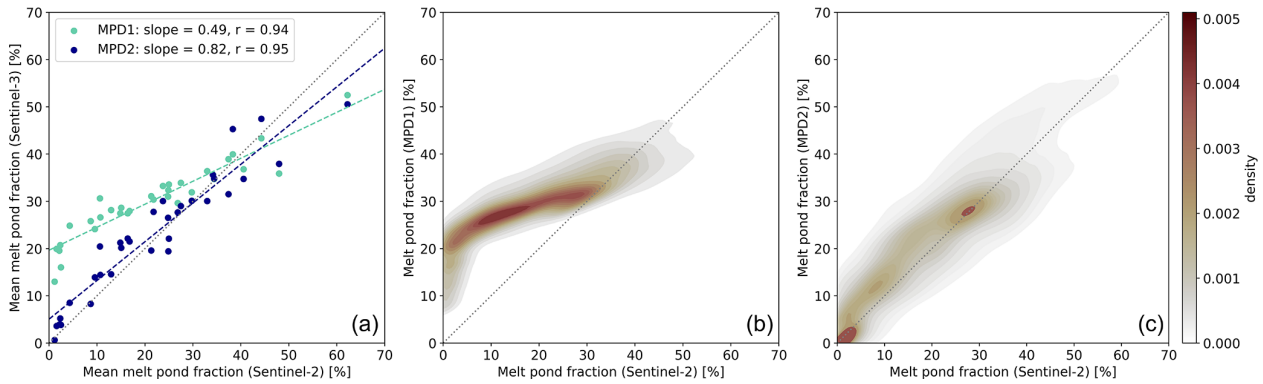 70
60
50
40
30
20
10
0
Mean melt pond fraction (Sentinel-3) [%]
MPD1: slope = 0.49, r = 0.94
MPD2: slope = 0.82, r = 0.95
(a)
0 10 20 30 40 50 60 70
Mean melt pond fraction (Sentinel-2) [%]
70
60
50
40
30
20
10
0
Melt pond fraction (MPD1) [%]
(b)
0 10 20 30 40 50 60 70
Melt pond fraction (Sentinel-2) [%]
70
60
50
40
30
20
10
0
Melt pond fraction (MPD2) [%]
(c)
0 10 20 30 40 50 60 70
Melt pond fraction (Sentinel-2) [%]
0.005
0.004
0.003
0.002
0.001
0.000
density